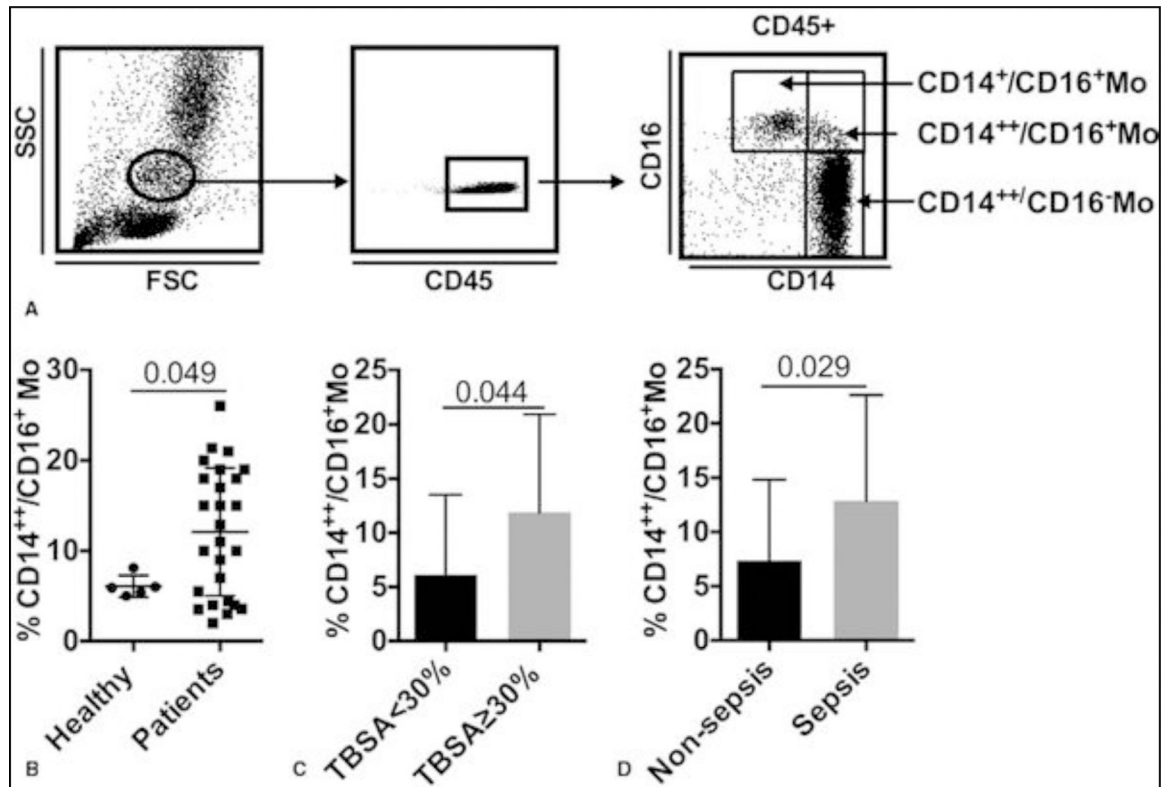 CD45+
SSC
FSC
CD45
CD16
CD14
CD14⁺/CD16⁺Mo
CD14⁺⁺/CD16⁺Mo
CD14⁺⁺/CD16⁻Mo
A
% CD14⁺⁺/CD16⁺ Mo
30
20
10
0
0.049
Healthy
Patients
B
% CD14⁺⁺/CD16⁺Mo
25
20
15
10
5
0
0.044
TBSA<30%
TBSA≥30%
C
% CD14⁺⁺/CD16⁺Mo
25
20
15
10
5
0
0.029
Non-sepsis
Sepsis
D